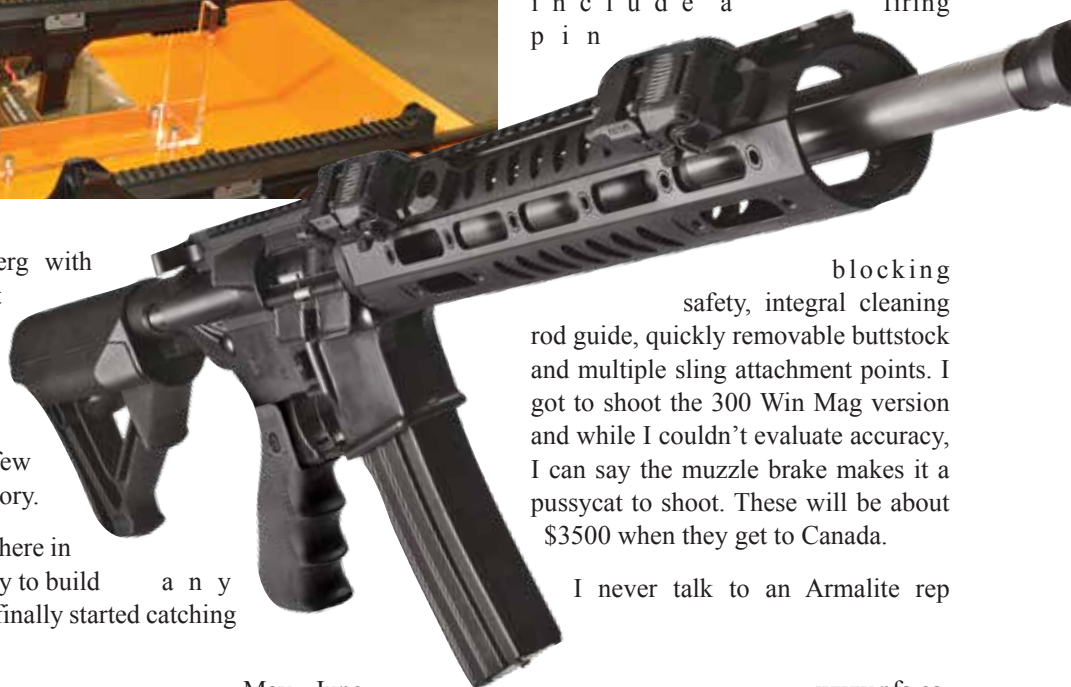 erg with
few
ory.
here in
y to build a n y
finally started catching
i n c l u d e a firing
p i n
blocking
safety, integral cleaning
rod guide, quickly removable buttstock
and multiple sling attachment points. I
got to shoot the 300 Win Mag version
and while I couldn't evaluate accuracy,
I can say the muzzle brake makes it a
pussycat to shoot. These will be about
$3500 when they get to Canada.
I never talk to an Armalite rep
May - June